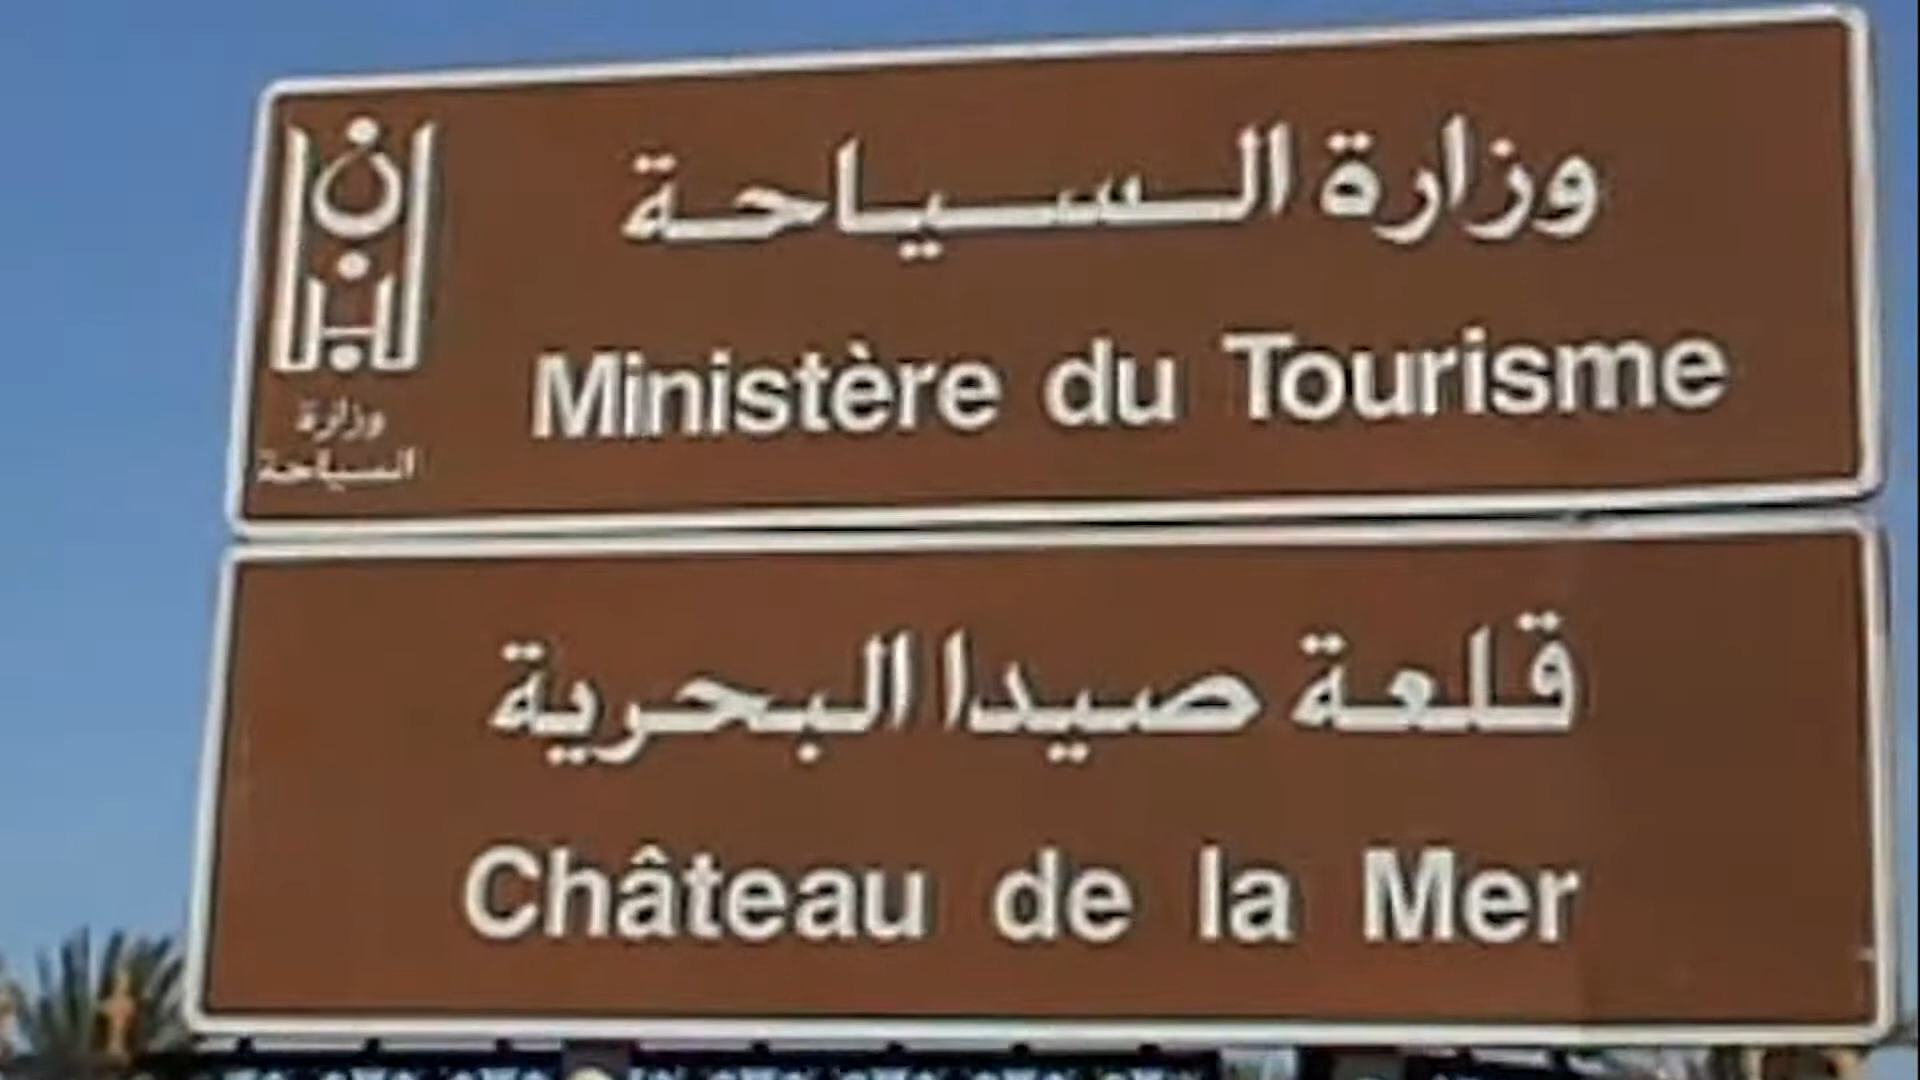 لبنان
وزارة
السياحة
وزارة السياحة
Ministère du Tourisme
قلعة صيدا البحرية
Château de la Mer